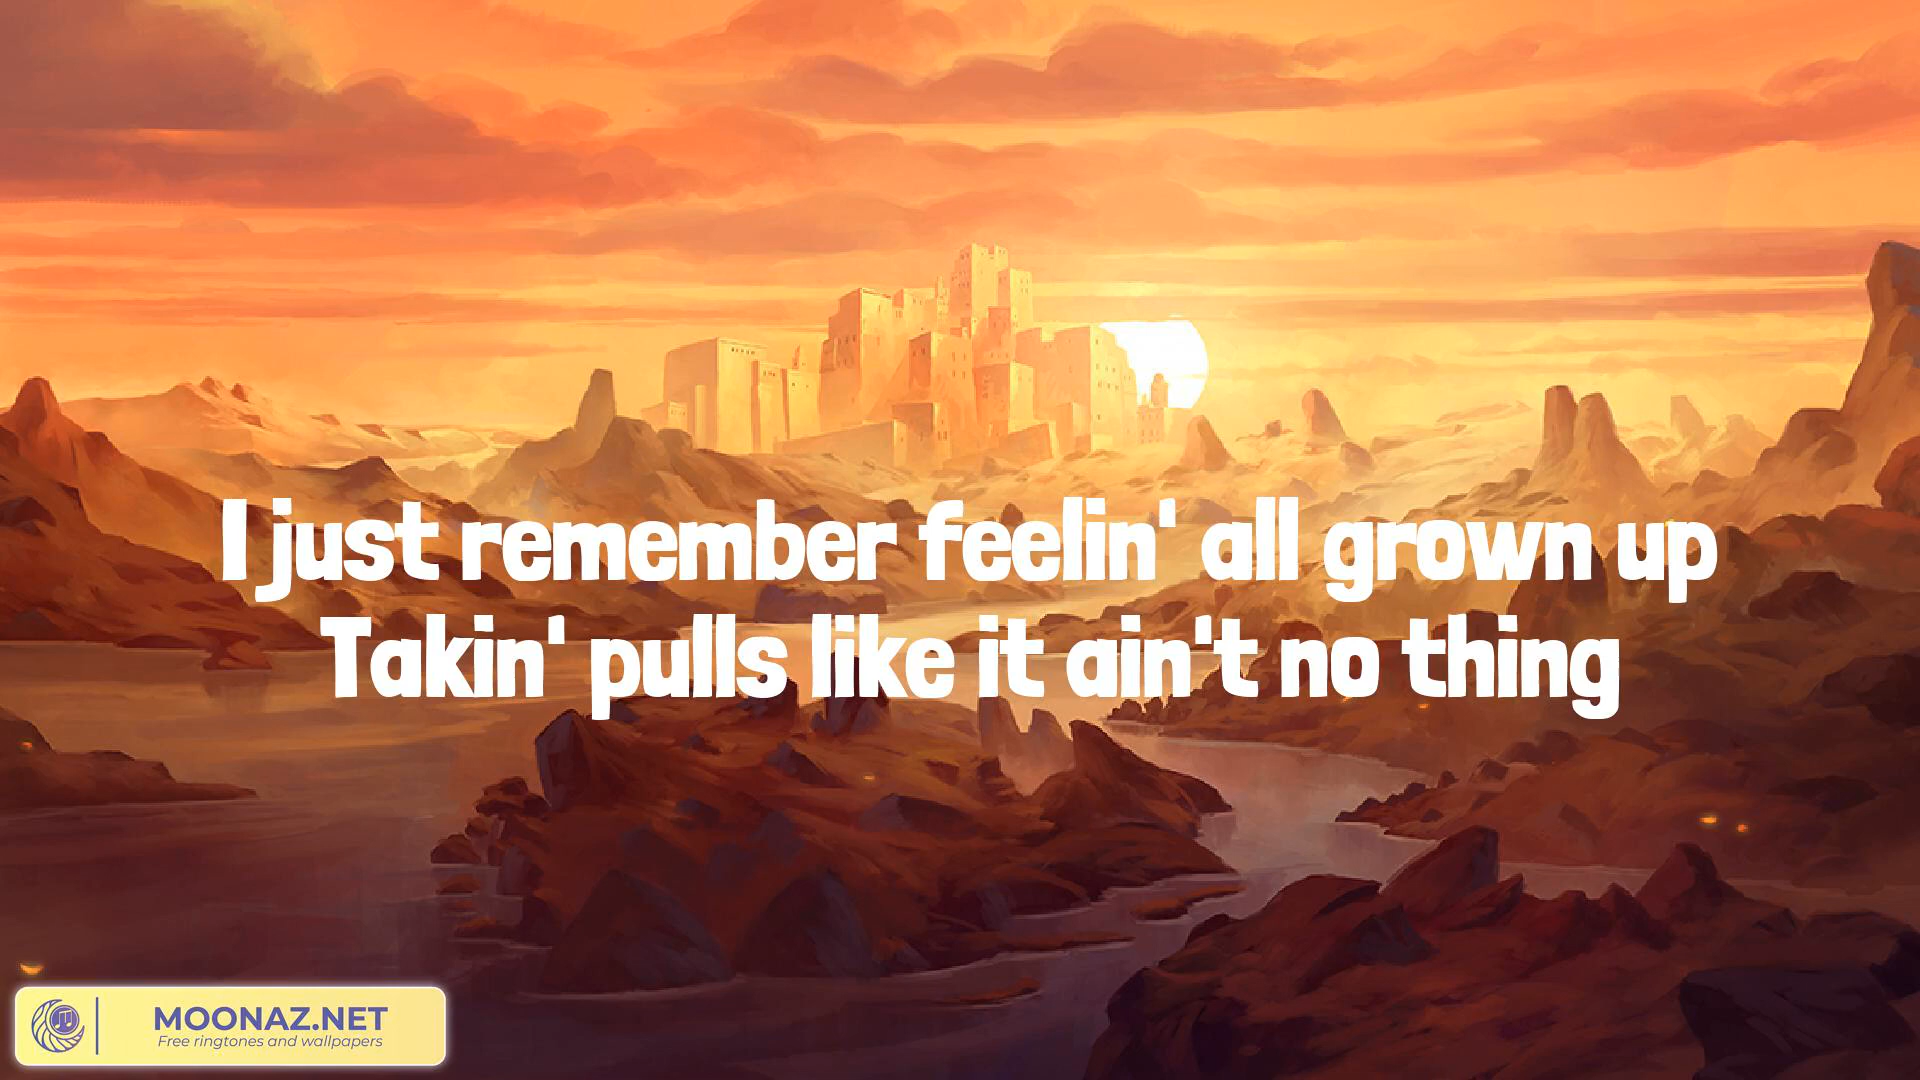 I just remember feelin' all grown up
Takin' pulls like it ain't no thing
MOONAZ.NET
Free ringtones and wallpapers